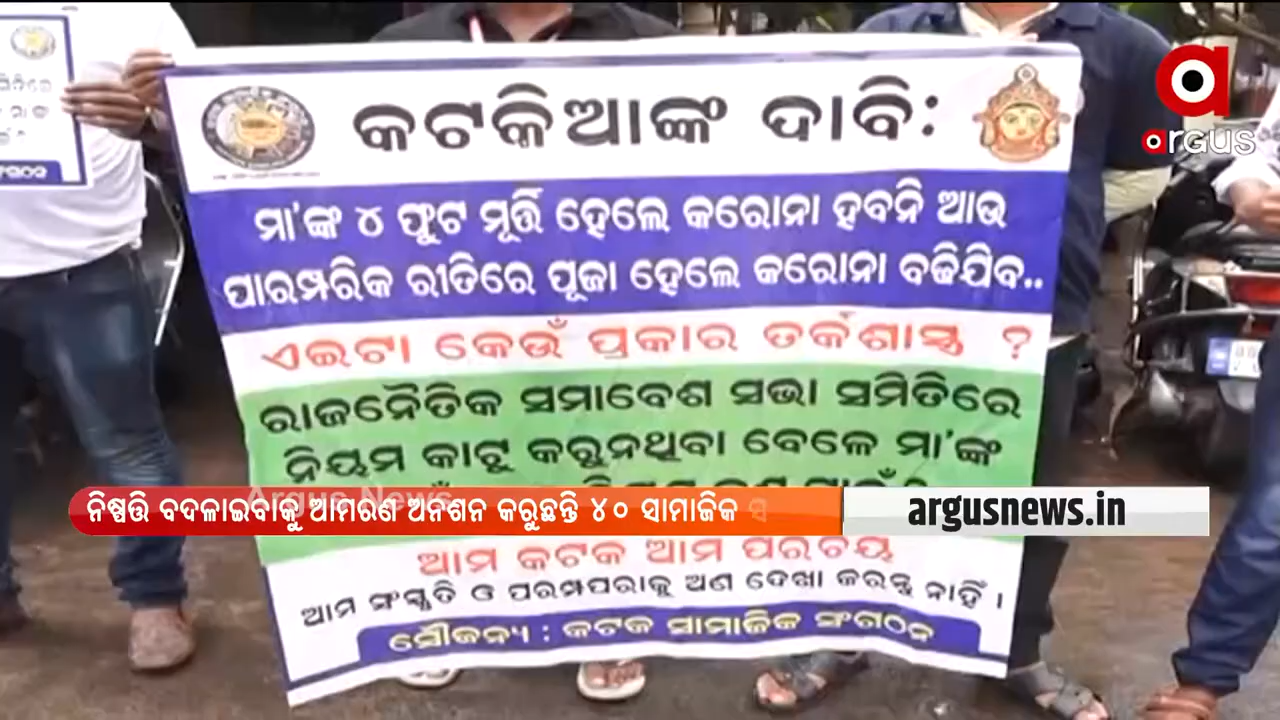 argus
କଟକିଆଙ୍କ ଦାବି:
ମା'ଙ୍କ ୪ ଫୁଟ ମୂର୍ତ୍ତି ହେଲେ କରୋନା ହବନି ଆଉ
ପାରମ୍ପରିକ ରୀତିରେ ପୂଜା ହେଲେ କରୋନା ବଢିଯିବ..
ଏଇଟା କେଉଁ ପ୍ରକାର ତର୍କଶାସ୍ତ୍ର ?
ରାଜନୈତିକ ସମାବେଶ ସଭା ସମିତିରେ
ନିୟମ କାଟୁ କରୁନଥିବା ବେଳେ ମା'ଙ୍କ
Argus News
ନିଷ୍ପତ୍ତି ବଦଳାଇବାକୁ ଆମରଣ ଅନଶନ କରୁଛନ୍ତି ୪୦ ସାମାଜିକ
argusnews.in
ଆମ କଟକ ଆମ ପରିଚୟ
ଆମ ସଂସ୍କୃତି ଓ ପରମ୍ପରାକୁ ଅଣ ଦେଖା କରନ୍ତୁ ନାହିଁ ।
ସୌଜନ୍ୟ : କଟକ ସାମାଜିକ ସଂଗଠନ